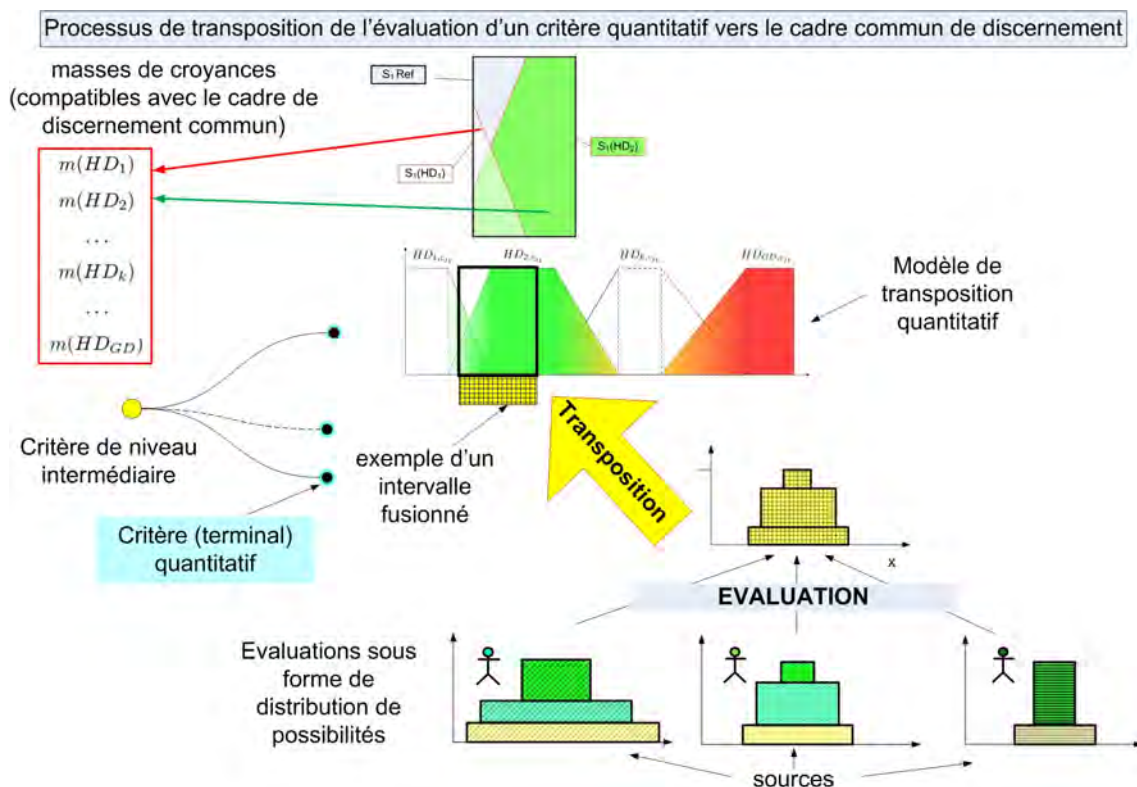 Processus de transposition de l'évaluation d'un critère quantitatif vers le cadre commun de discernement
masses de croyances
(compatibles avec le cadre de
discernement commun)
S₁ Ref
S₁(HD₁)
S₁(HD₂)
m(HD₁)
m(HD₂)
...
m(HDₖ)
...
m(HD_GD)
Modèle de
transposition
quantitatif
Transposition
Critère de niveau
intermédiaire
exemple d'un
intervalle
fusionné
Critère (terminal)
quantitatif
x
EVALUATION
Evaluations sous
forme de
distribution de
possibilités
sources